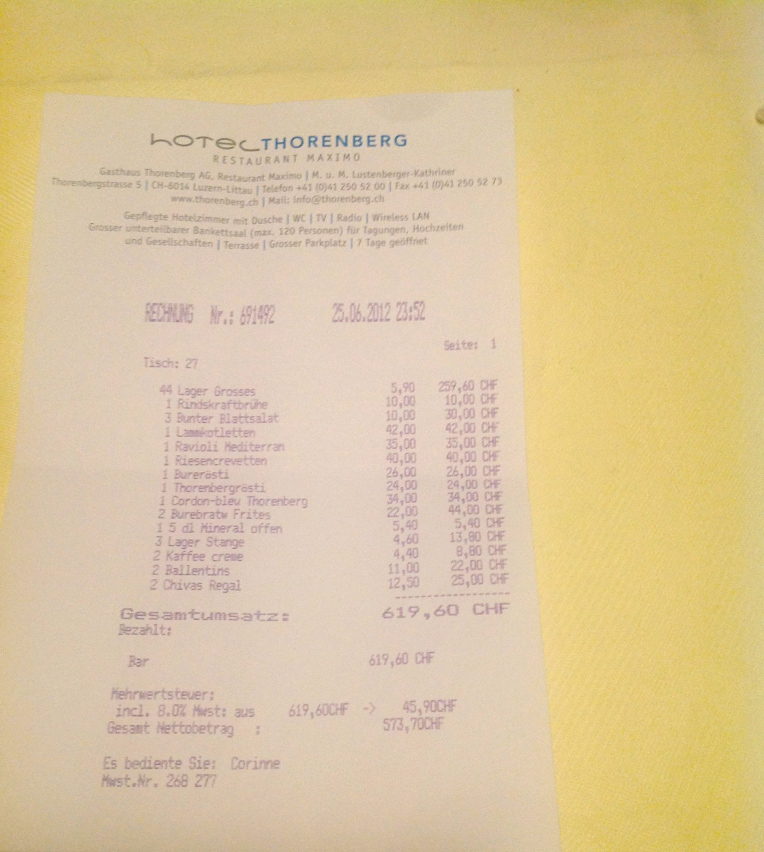 HOTEL THORENBERG
RESTAURANT MAXIMO
Gasthaus Thorenberg AG, Restaurant Maximo | M. u. M. Lustenberger-Kathriner
Thorenbergstrasse 5 | CH-6014 Luzern-Littau | Telefon +41 (0)41 250 52 00 | Fax +41 (0)41 250 52 73
www.thorenberg.ch | Mail: info@thorenberg.ch
Gepflegte Hotelzimmer mit Dusche | WC | TV | Radio | Wireless LAN
Grosser unterteilbarer Bankettsaal (max. 120 Personen) für Tagungen, Hochzeiten
und Gesellschaften | Terrasse | Grosser Parkplatz | 7 Tage geöffnet
RECHNUNG Nr.: 691492 25.06.2012 23:52
Seite: 1
Tisch: 27
44 Lager Grosses 5,90 259,60 CHF
1 Rindskraftbrühe 10,00 10,00 CHF
3 Bunter Blattsalat 10,00 30,00 CHF
1 Lammkotletten 42,00 42,00 CHF
1 Ravioli Mediterran 35,00 35,00 CHF
1 Riesencrevetten 40,00 40,00 CHF
1 Burerösti 26,00 26,00 CHF
1 Thorenbergrösti 24,00 24,00 CHF
1 Cordon-bleu Thorenberg 34,00 34,00 CHF
2 Burebratw Frites 22,00 44,00 CHF
1 5 dl Mineral offen 5,40 5,40 CHF
3 Lager Stange 4,60 13,80 CHF
2 Kaffee creme 4,40 8,80 CHF
2 Ballentins 11,00 22,00 CHF
2 Chivas Regal 12,50 25,00 CHF
Gesamtumsatz: 619,60 CHF
Bezahlt:
Bar 619,60 CHF
Mehrwertsteuer:
incl. 8.0% Mwst: aus 619,60CHF -> 45,90CHF
Gesamt Nettobetrag : 573,70CHF
Es bediente Sie: Corinne
Mwst.Nr. 268 277